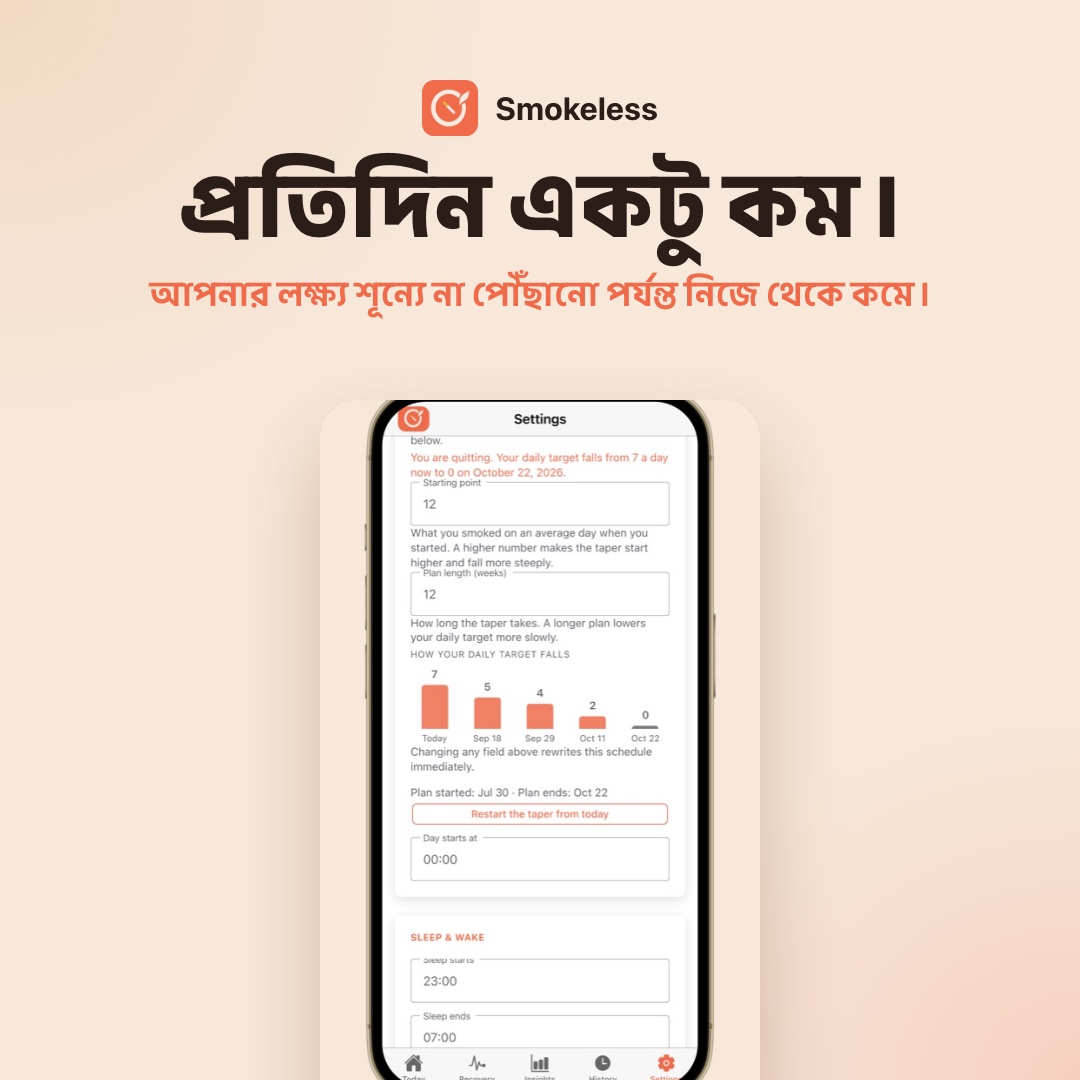 Smokeless
প্রতিদিন একটু কম।
আপনার লক্ষ্য শূন্যে না পৌঁছানো পর্যন্ত নিজে থেকে কমে।
Settings
below.
You are quitting. Your daily target falls from 7 a day
now to 0 on October 22, 2026.
Starting point
12
What you smoked on an average day when you
started. A higher number makes the taper start
higher and fall more steeply.
Plan length (weeks)
12
How long the taper takes. A longer plan lowers
your daily target more slowly.
HOW YOUR DAILY TARGET FALLS
7 5 4 2 0
Today Sep 18 Sep 29 Oct 11 Oct 22
Changing any field above rewrites this schedule
immediately.
Plan started: Jul 30 · Plan ends: Oct 22
Restart the taper from today
Day starts at
00:00
SLEEP & WAKE
Sleep starts
23:00
Sleep ends
07:00
Today Recovery Insights History Settings